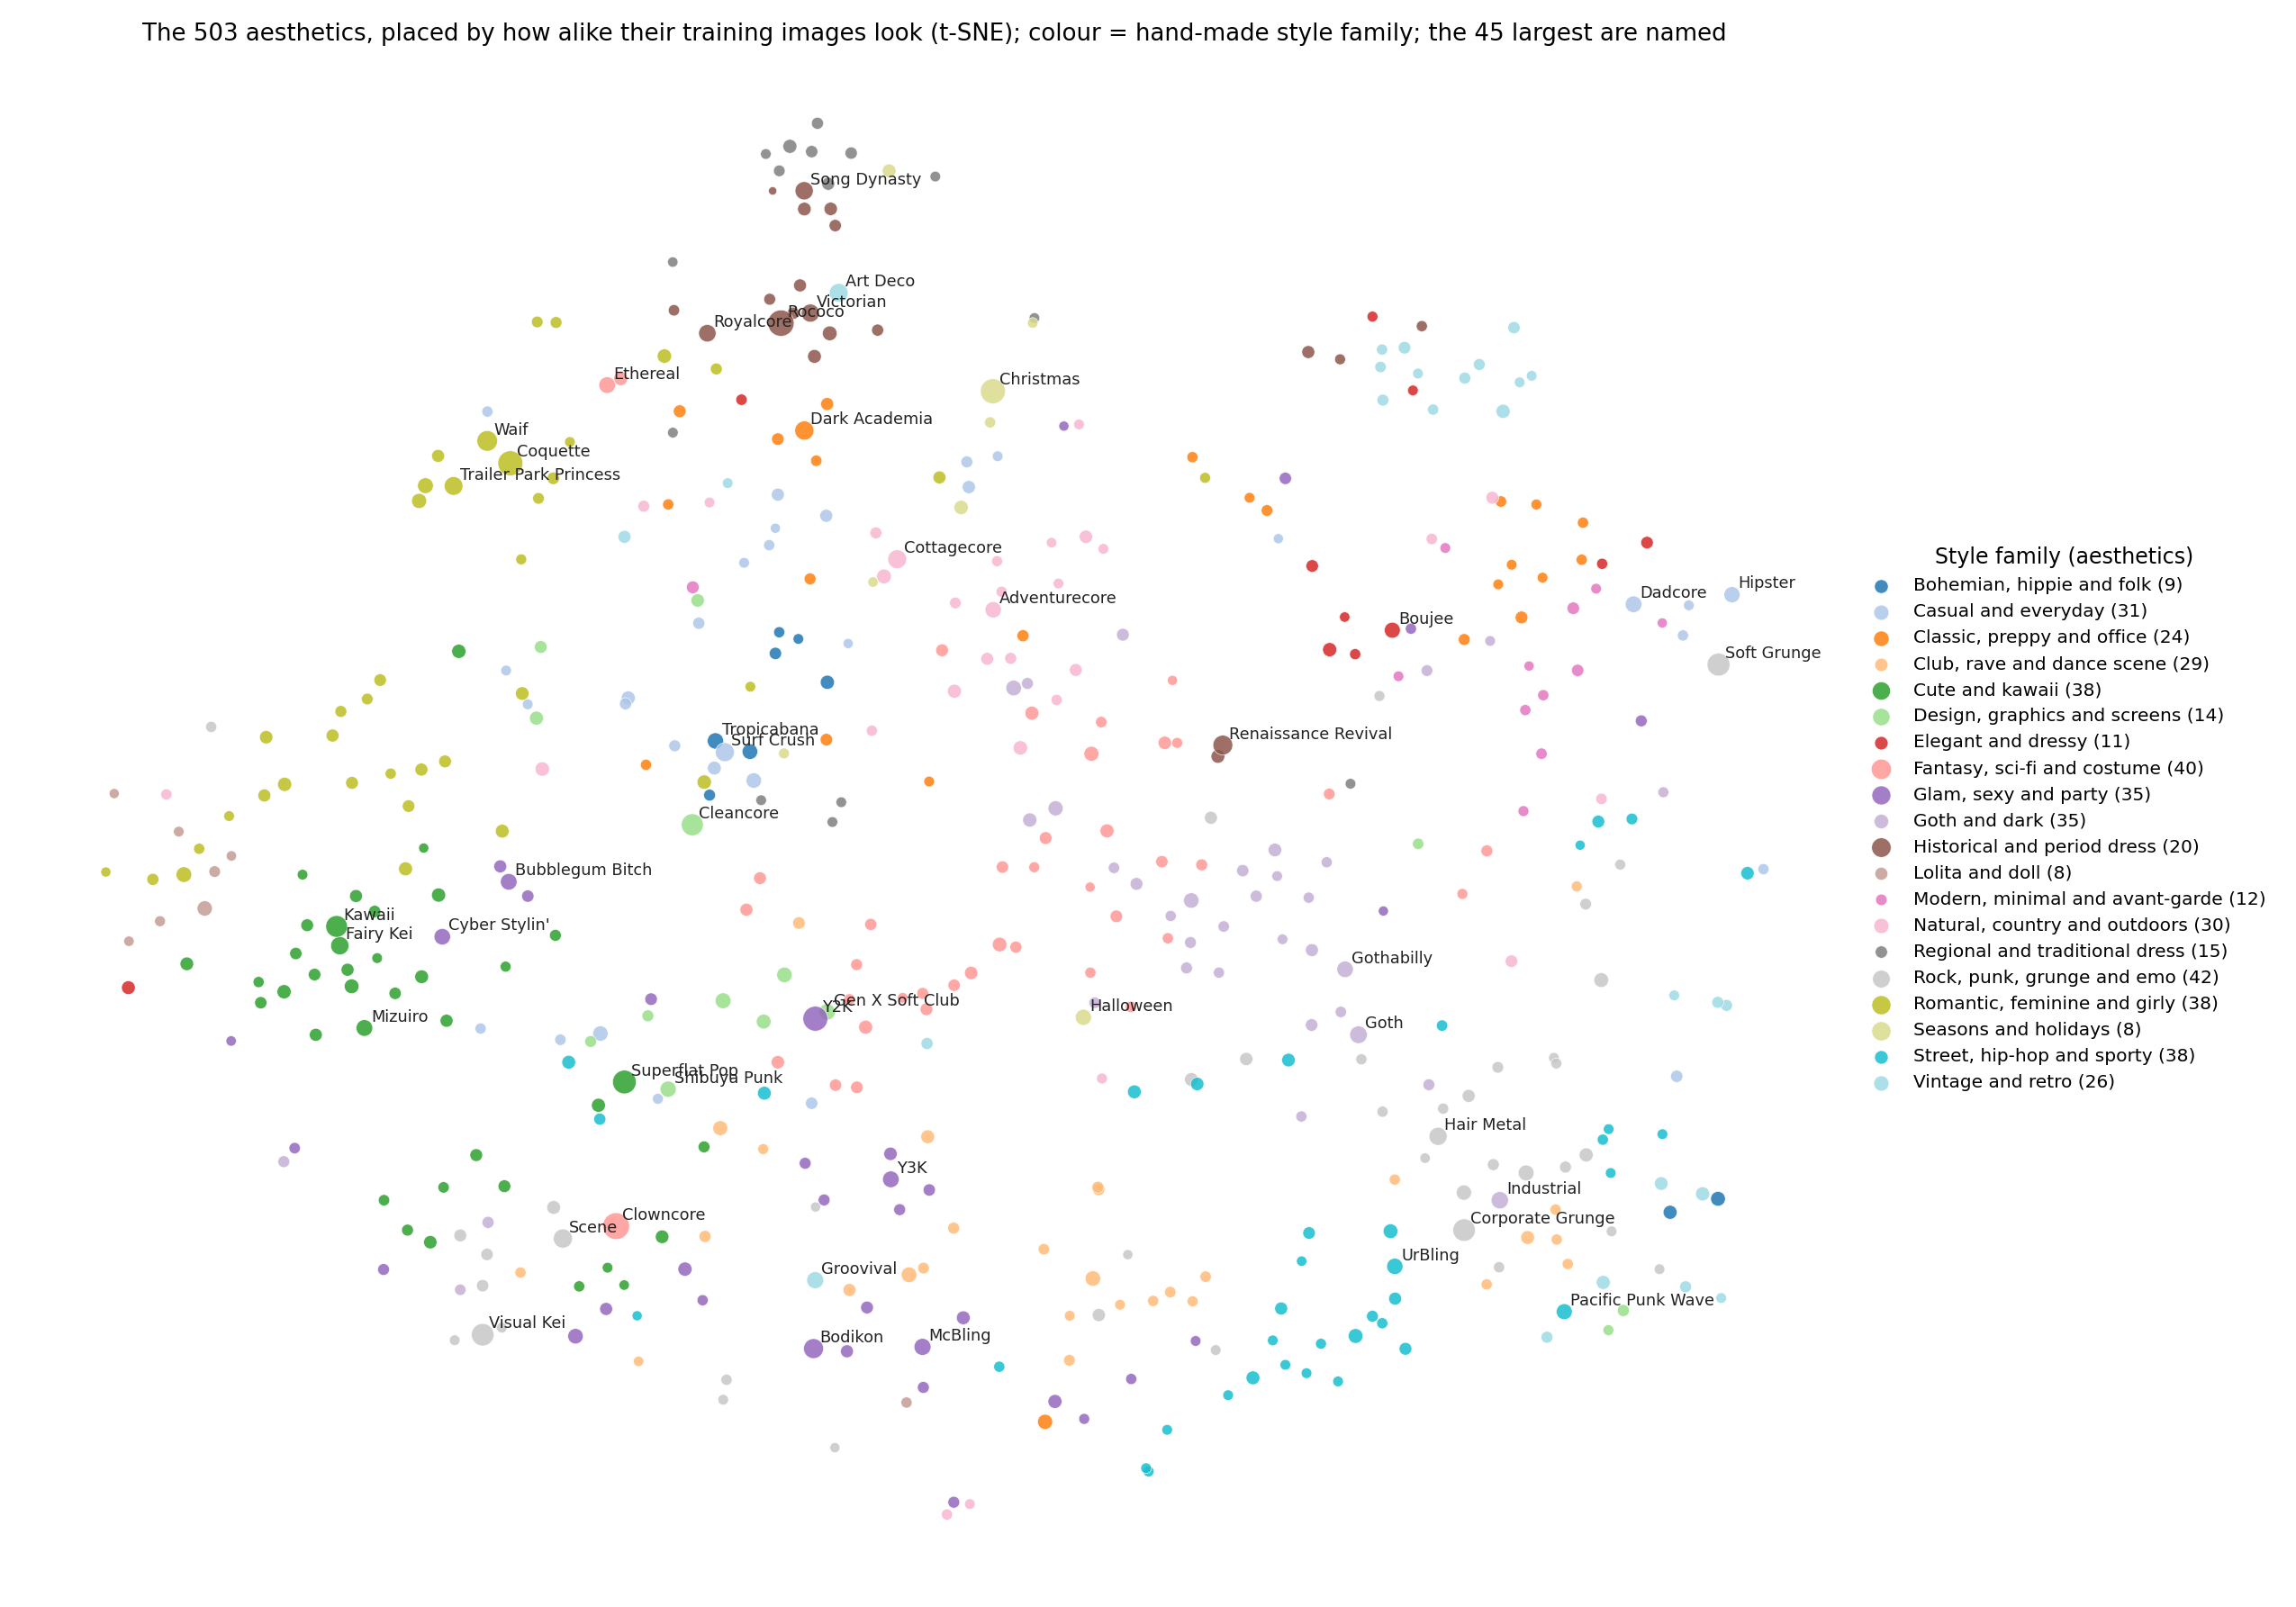 The 503 aesthetics, placed by how alike their training images look (t-SNE); colour = hand-made style family; the 45 largest are named
Song Dynasty
Art Deco
Victorian
Rococo
Royalcore
Ethereal
Christmas
Dark Academia
Waif
Coquette
Trailer Park Princess
Cottagecore
Adventurecore
Hipster
Dadcore
Boujee
Soft Grunge
Tropicabana
Surf Crush
Renaissance Revival
Cleancore
Bubblegum Bitch
Kawaii
Cyber Stylin'
Fairy Kei
Gothabilly
Gen X Soft Club
Y2K
Halloween
Mizuiro
Goth
Superflat Pop
Shibuya Punk
Hair Metal
Y3K
Industrial
Clowncore
Corporate Grunge
Scene
UrBling
Groovival
Pacific Punk Wave
Visual Kei
Bodikon
McBling
Style family (aesthetics)
Bohemian, hippie and folk (9)
Casual and everyday (31)
Classic, preppy and office (24)
Club, rave and dance scene (29)
Cute and kawaii (38)
Design, graphics and screens (14)
Elegant and dressy (11)
Fantasy, sci-fi and costume (40)
Glam, sexy and party (35)
Goth and dark (35)
Historical and period dress (20)
Lolita and doll (8)
Modern, minimal and avant-garde (12)
Natural, country and outdoors (30)
Regional and traditional dress (15)
Rock, punk, grunge and emo (42)
Romantic, feminine and girly (38)
Seasons and holidays (8)
Street, hip-hop and sporty (38)
Vintage and retro (26)